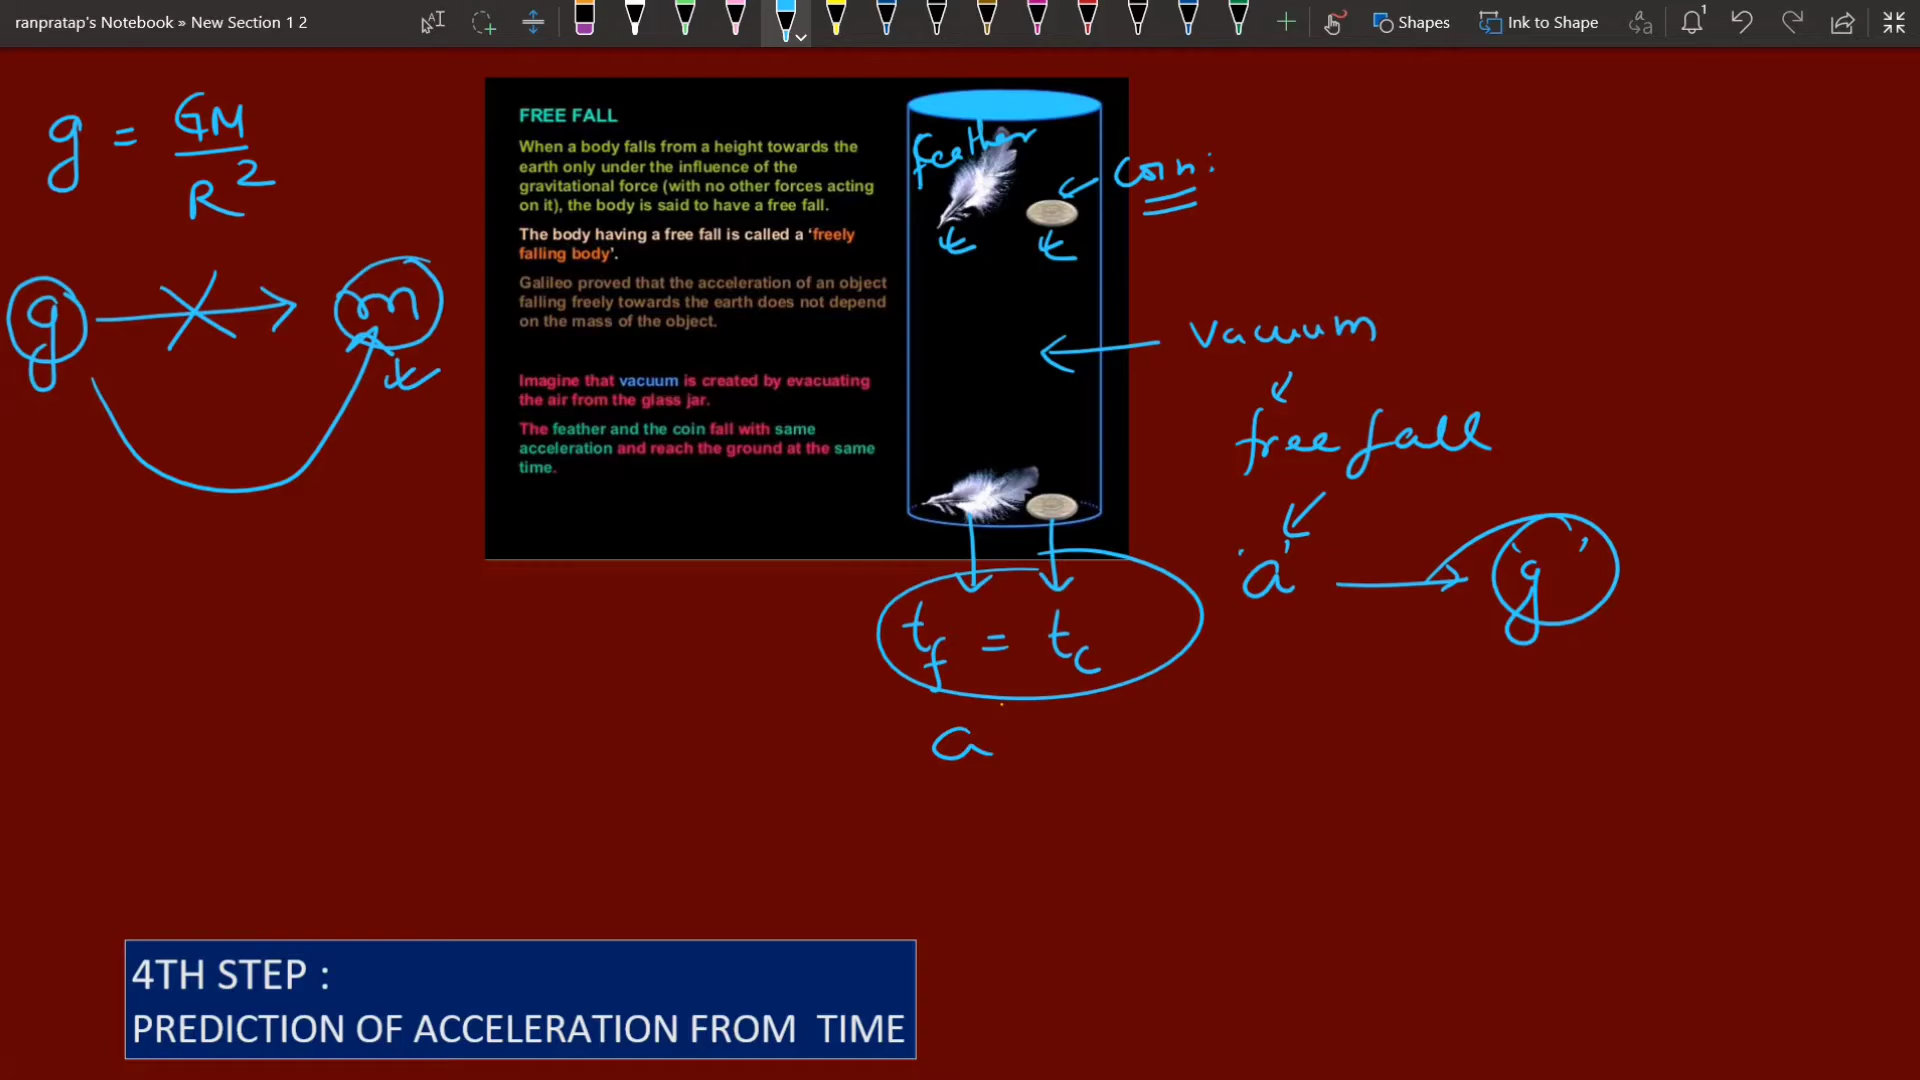 ranpratap's Notebook » New Section 1 2
Shapes
Ink to Shape
1
g = GM
R²
g
m
FREE FALL
When a body falls from a height towards the
earth only under the influence of the
gravitational force (with no other forces acting
on it), the body is said to have a free fall.
The body having a free fall is called a ‘freely
falling body’.
Galileo proved that the acceleration of an object
falling freely towards the earth does not depend
on the mass of the object.
Imagine that vacuum is created by evacuating
the air from the glass jar.
The feather and the coin fall with same
acceleration and reach the ground at the same
time.
feather
coin:
vacuum
free fall
'a'
'g'
t_f = t_c
a
4TH STEP :
PREDICTION OF ACCELERATION FROM TIME